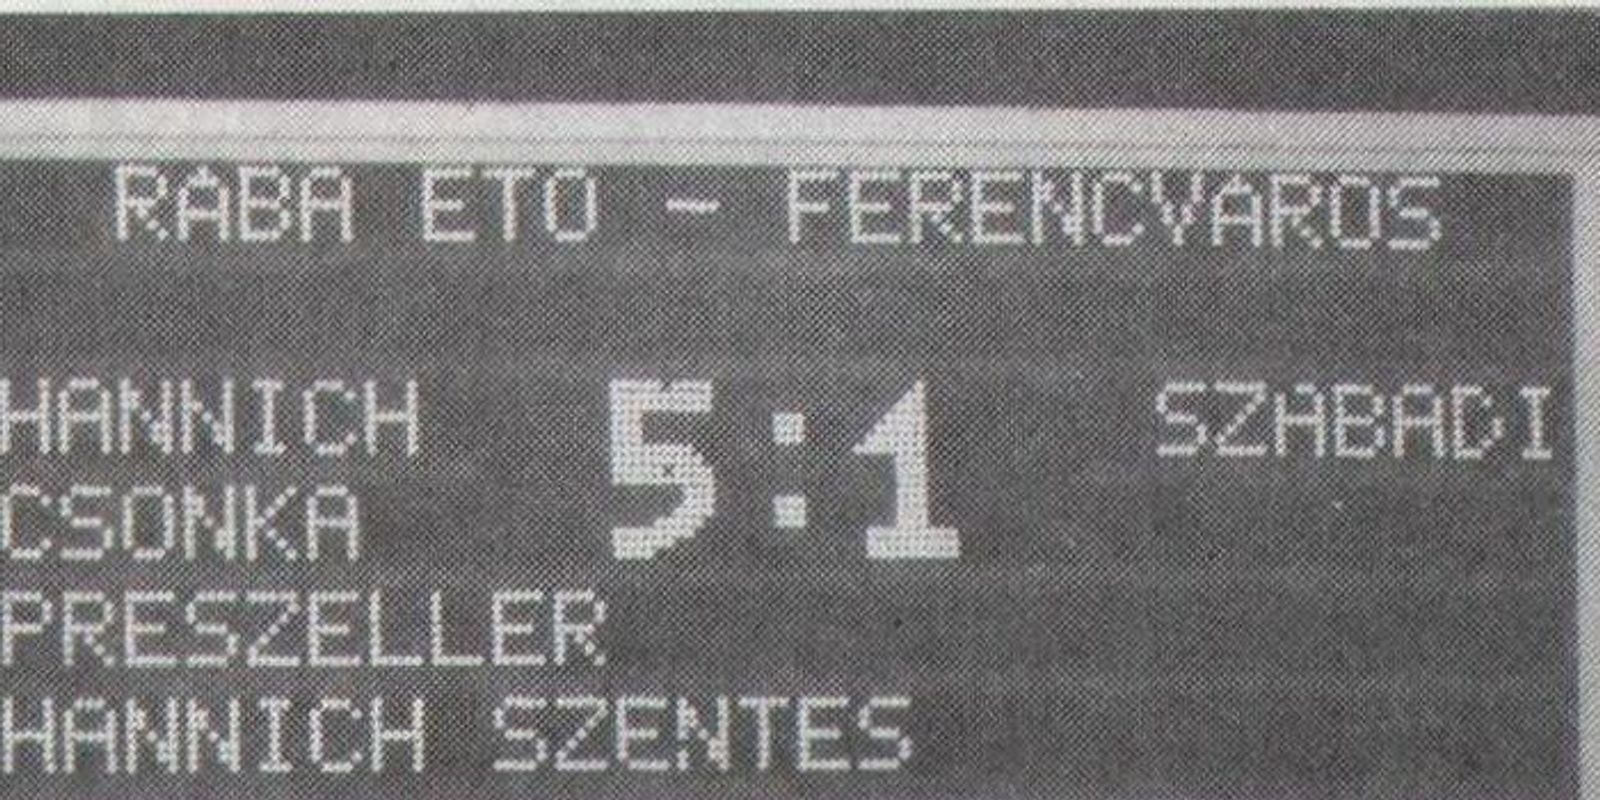 RABA ETO - FERENCVAROS
HANNICH 5:1 SZABADI
CSONKA
PRESZELLER
HANNICH SZENTES